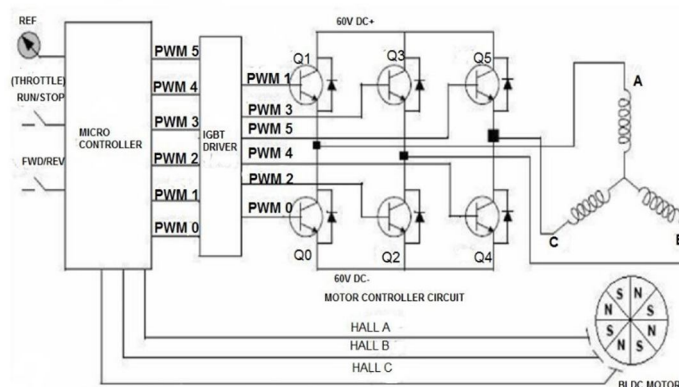 REF
(THROTTLE)
RUN/STOP
FWD/REV
MICRO
CONTROLLER
PWM 5
PWM 4
PWM 3
PWM 2
PWM 1
PWM 0
IGBT
DRIVER
PWM 1
PWM 3
PWM 5
PWM 4
PWM 2
PWM 0
60V DC+
Q1
Q3
Q5
Q0
Q2
Q4
60V DC-
MOTOR CONTROLLER CIRCUIT
A
C
B
HALL A
HALL B
HALL C
S N
N S
S N
N S
BLDC MOTOR